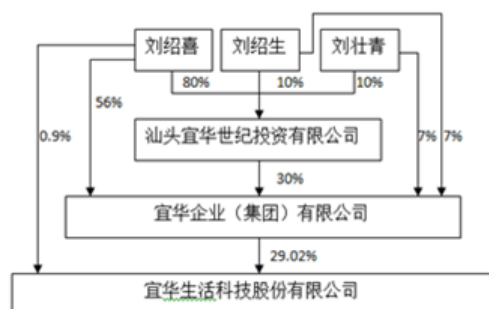 刘绍喜 刘绍生 刘壮青
80% 10% 10%
56%
0.9%
汕头宜华世纪投资有限公司
7% 7%
30%
宜华企业（集团）有限公司
29.02%
宜华生活科技股份有限公司